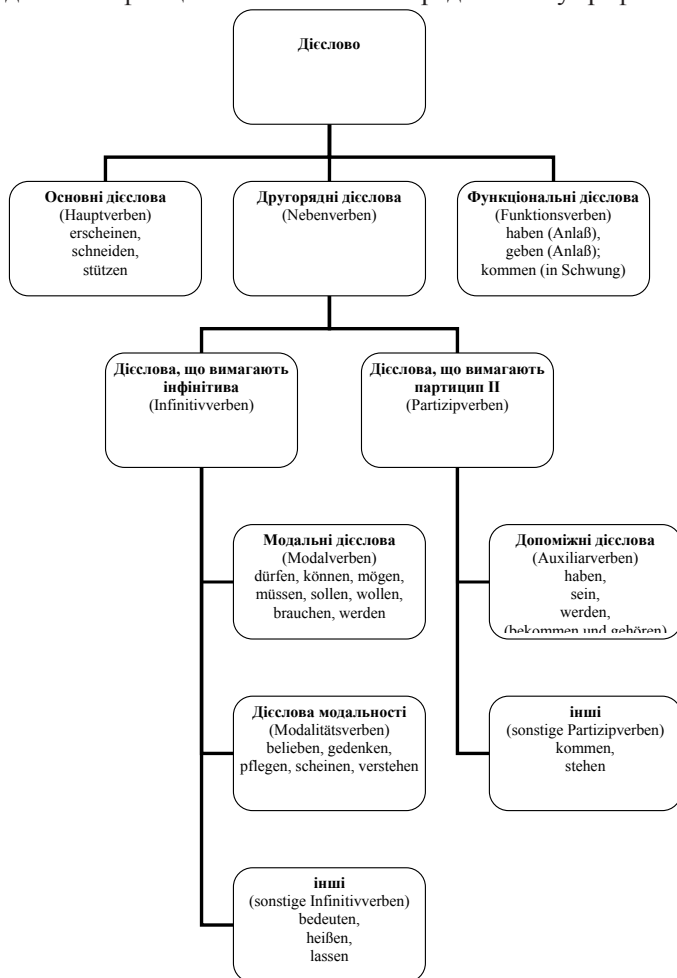 Дієслово
Основні дієслова
(Hauptverben)
erscheinen,
schneiden,
stützen
Другорядні дієслова
(Nebenverben)
Функціональні дієслова
(Funktionsverben)
haben (Anlaß),
geben (Anlaß);
kommen (in Schwung)
Дієслова, що вимагають
інфінітива
(Infinitivverben)
Дієслова, що вимагають
партицип II
(Partizipverben)
Модальні дієслова
(Modalverben)
dürfen, können, mögen,
müssen, sollen, wollen,
brauchen, werden
Допоміжні дієслова
(Auxiliarverben)
haben,
sein,
werden,
(bekommen und gehören)
Дієслова модальності
(Modalitätsverben)
belieben, gedenken,
pflegen, scheinen, verstehen
інші
(sonstige Partizipverben)
kommen,
stehen
інші
(sonstige Infinitivverben)
bedeuten,
heißen,
lassen